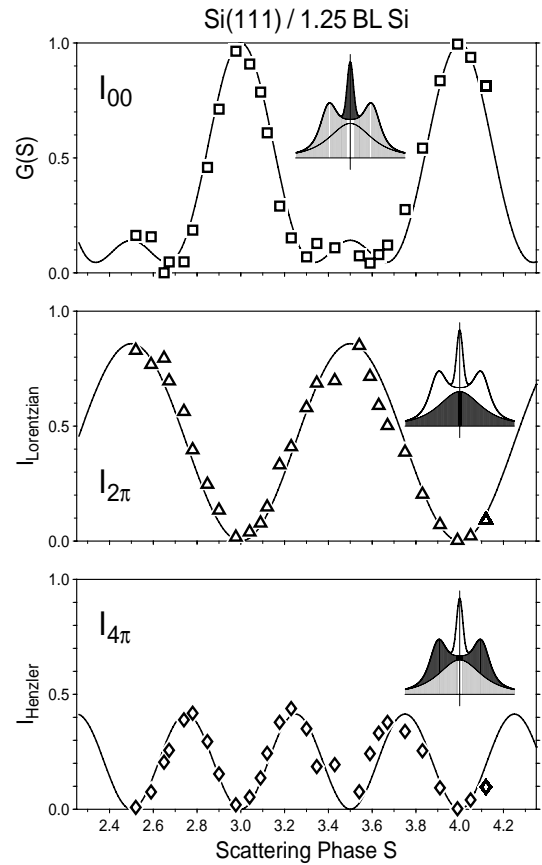 Si(111) / 1.25 BL Si
1.0
I00
G(S)
0.5
0.0
1.0
ILorentzian
0.5
I2π
0.0
1.0
I4π
IHenzler
0.5
0.0
2.4 2.6 2.8 3.0 3.2 3.4 3.6 3.8 4.0 4.2
Scattering Phase S